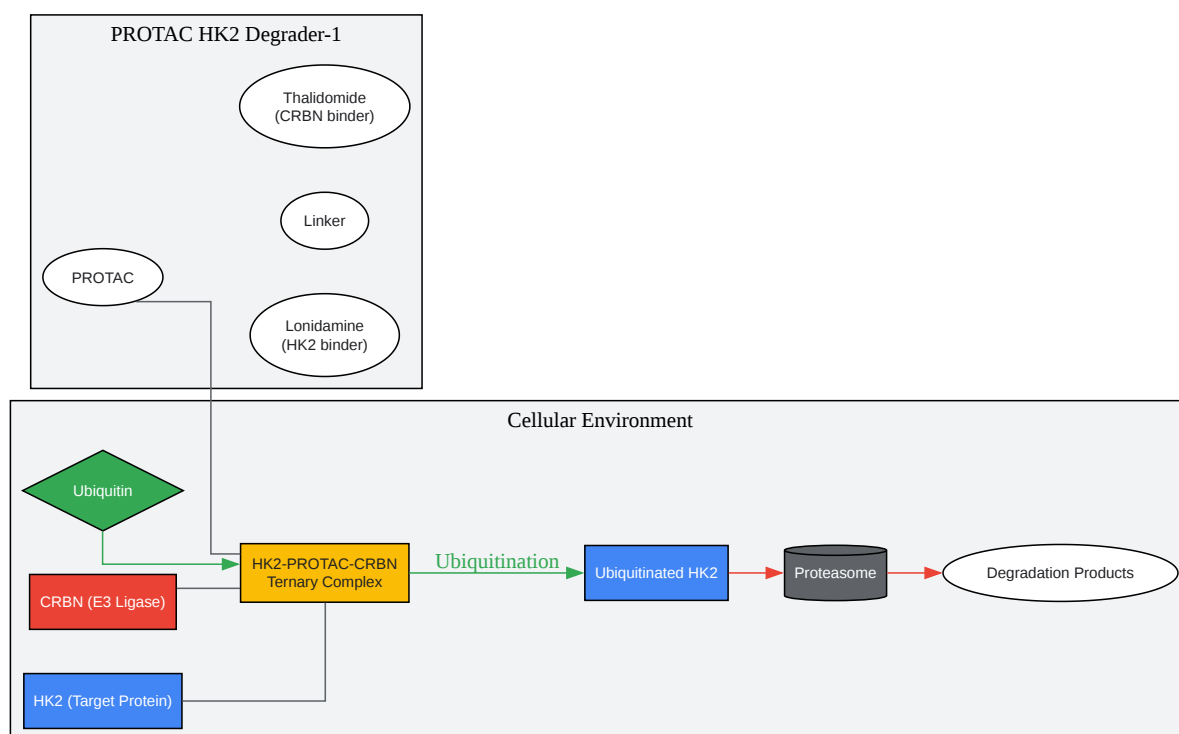 PROTAC HK2 Degrader-1
Thalidomide
(CRBN binder)
Linker
PROTAC
Lonidamine
(HK2 binder)
Cellular Environment
Ubiquitin
HK2-PROTAC-CRBN
Ternary Complex
Ubiquitination
Ubiquitinated HK2
Proteasome
Degradation Products
CRBN (E3 Ligase)
HK2 (Target Protein)